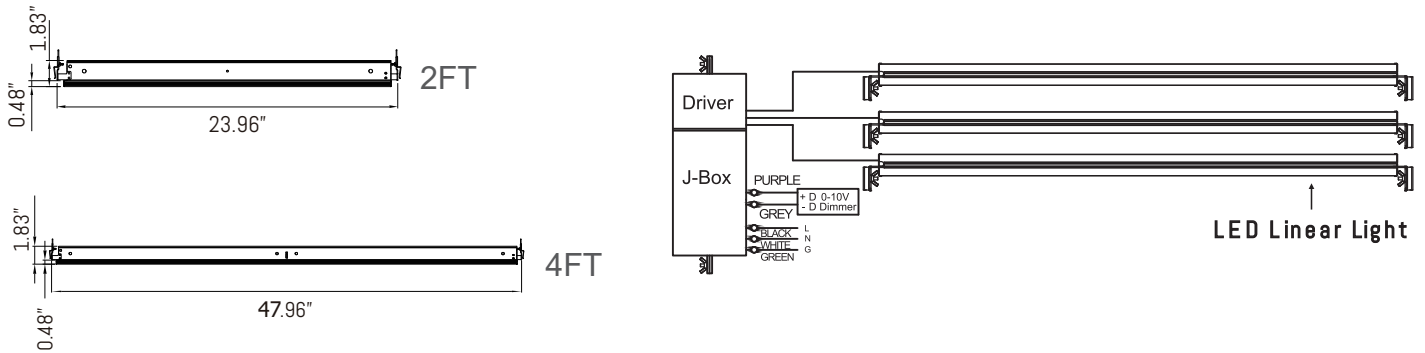 1.83"
0.48"
2FT
23.96"
1.83"
0.48"
4FT
47.96"
Driver
J-Box
PURPLE
+ D 0-10V
- D Dimmer
GREY
L
BLACK
N
WHITE
G
GREEN
LED Linear Light